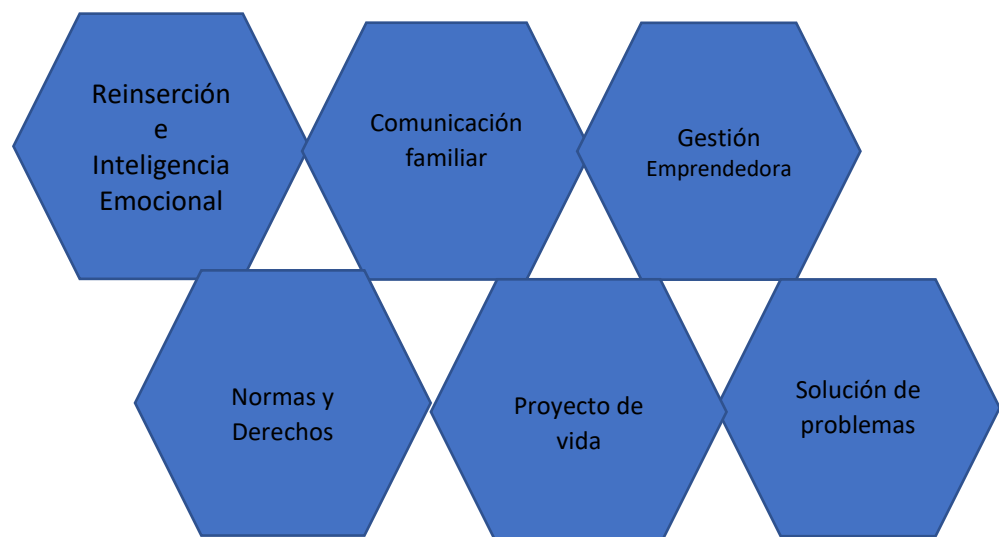 Reinserción
e
Inteligencia
Emocional
Comunicación
familiar
Gestión
Emprendedora
Normas y
Derechos
Proyecto de
vida
Solución de
problemas